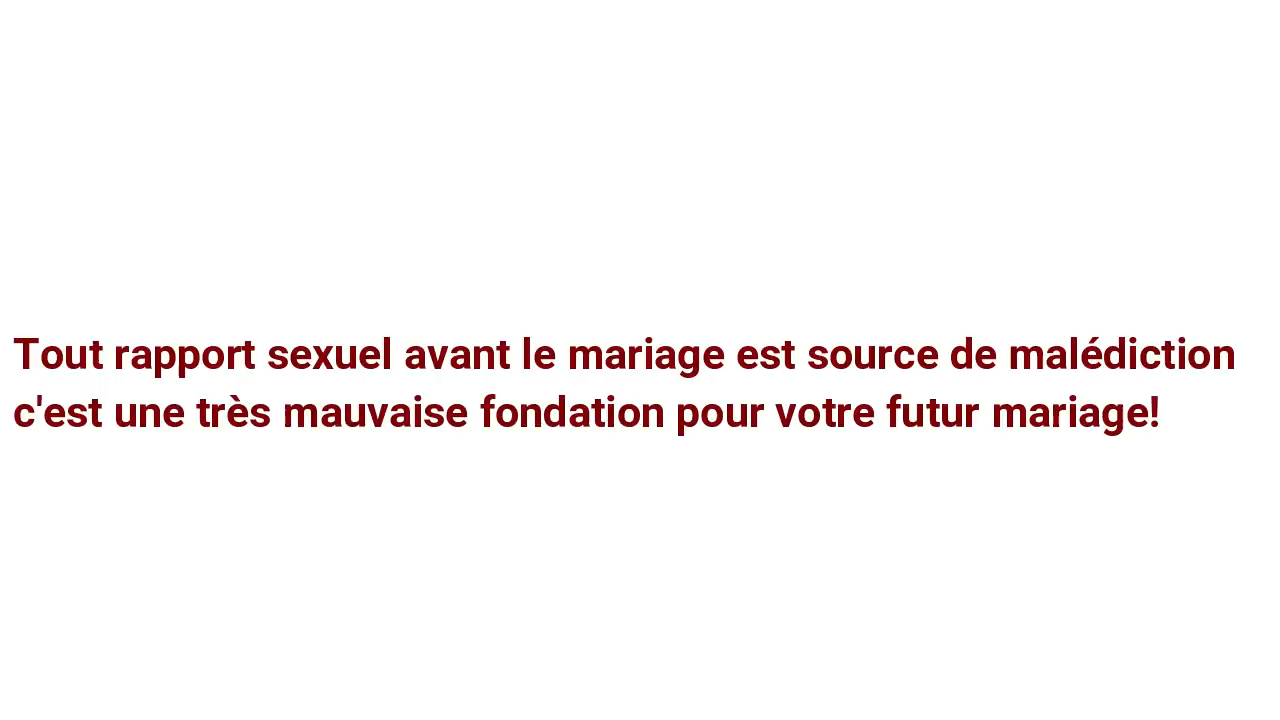 Tout rapport sexuel avant le mariage est source de malédiction
c'est une très mauvaise fondation pour votre futur mariage!